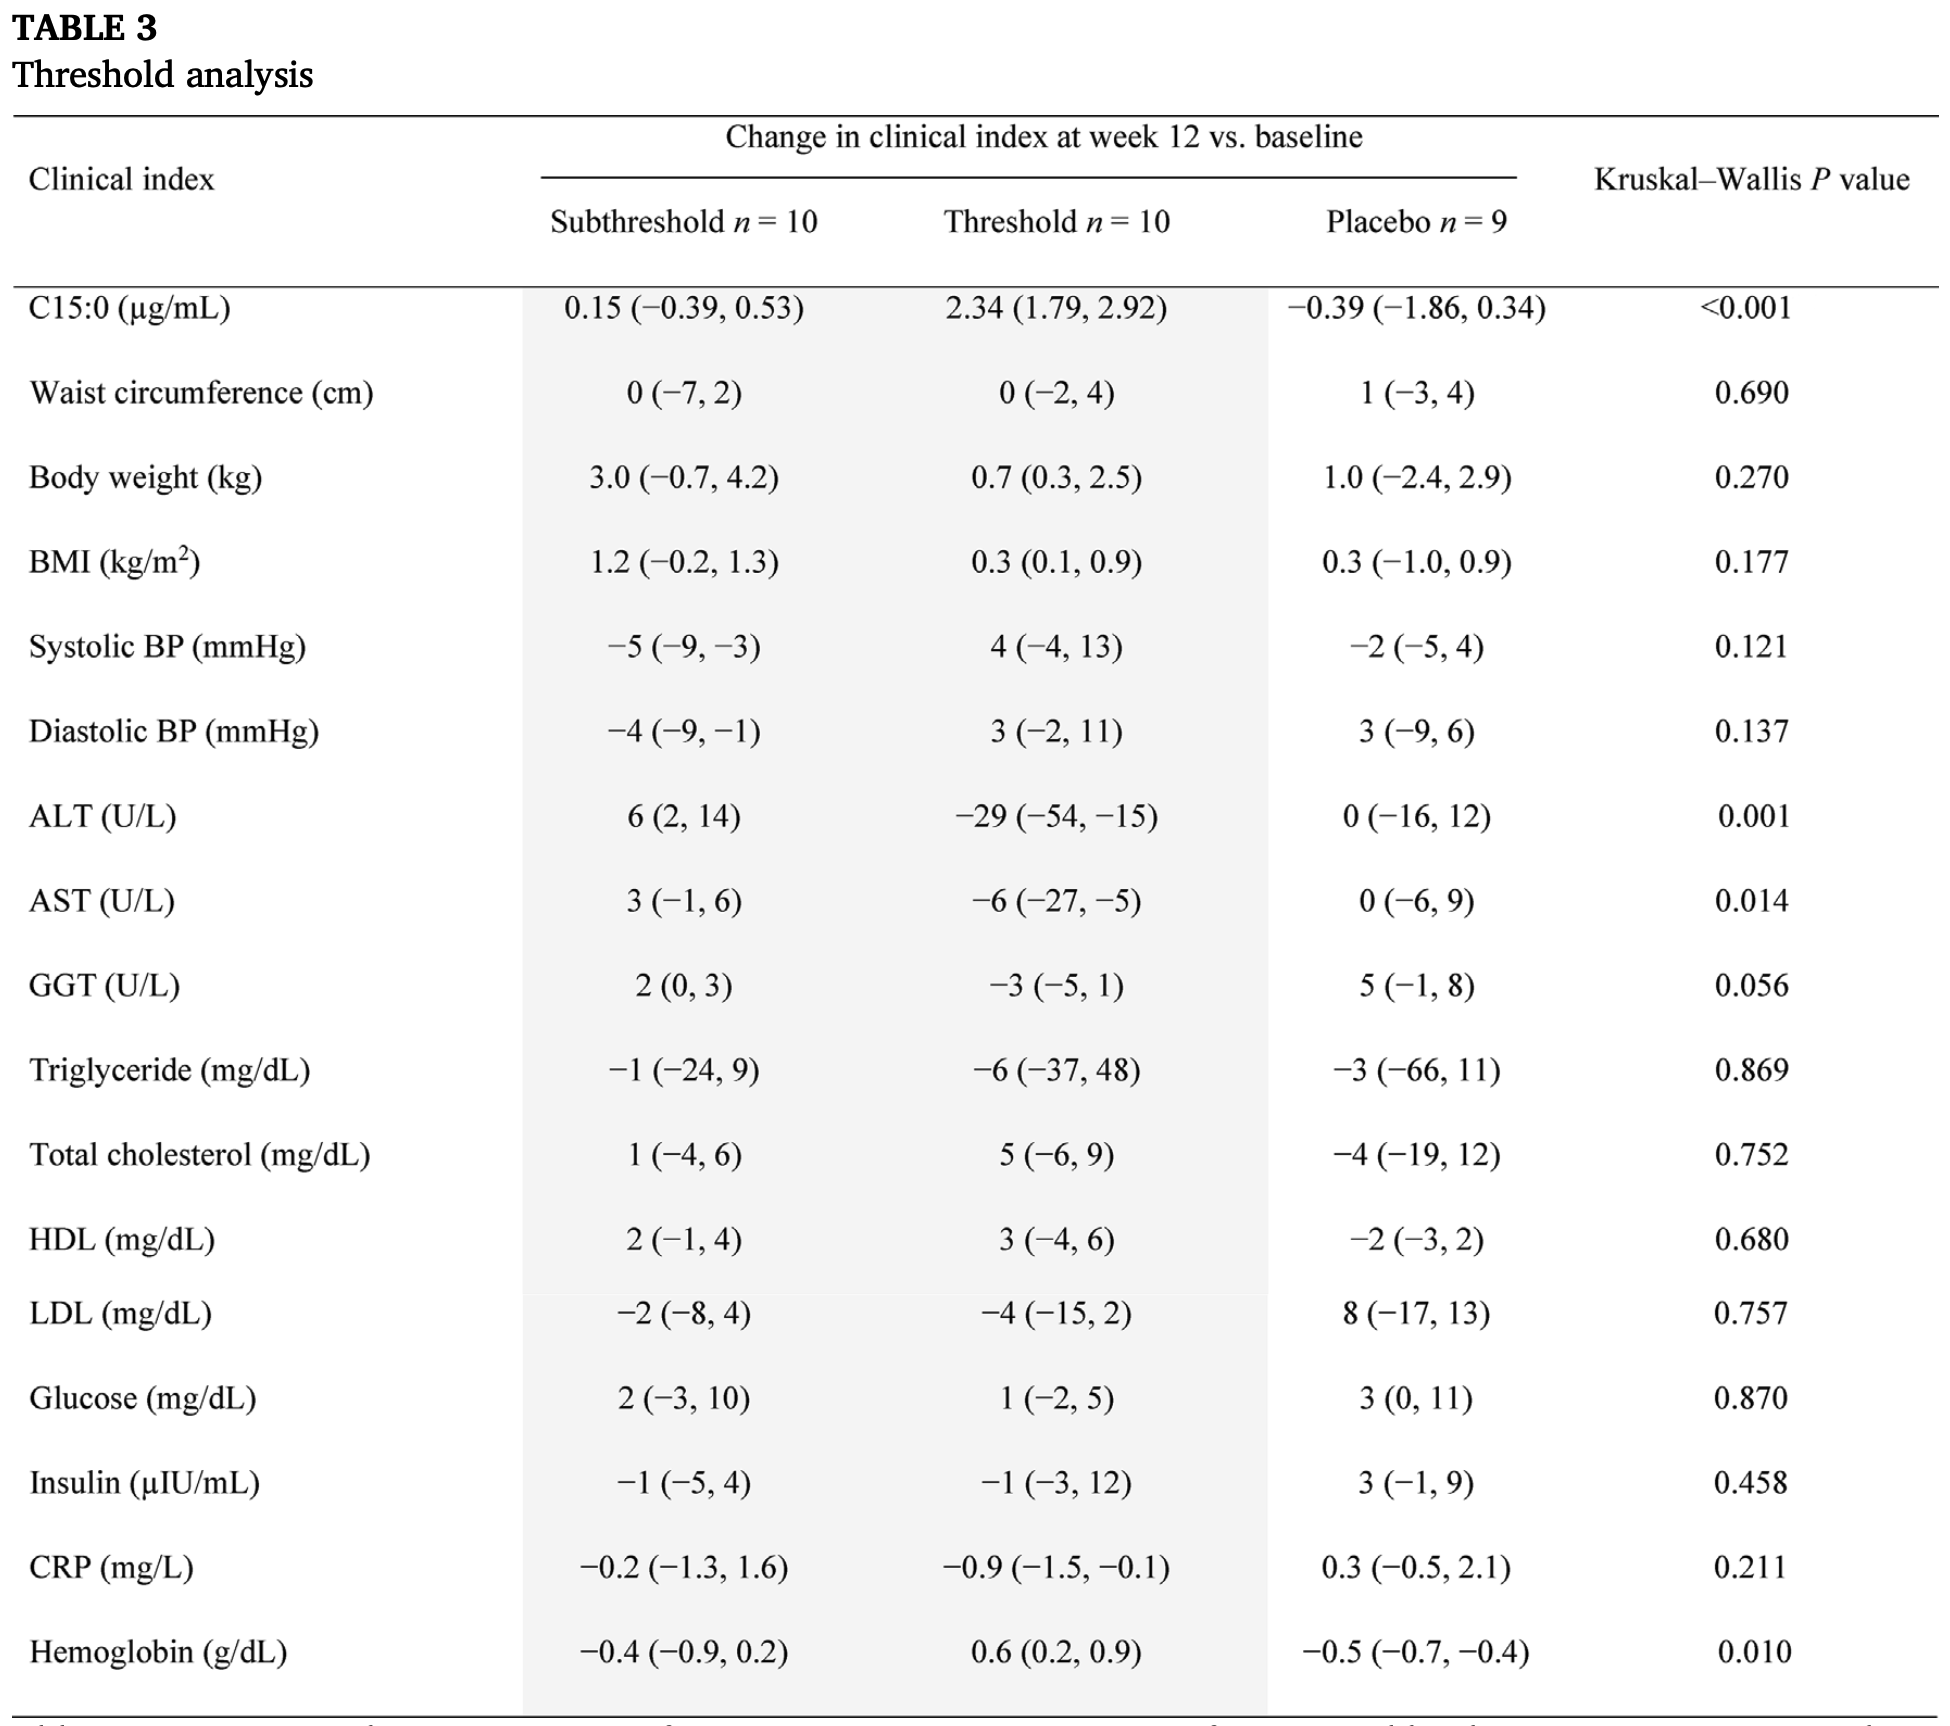 TABLE 3
Threshold analysis
Change in clinical index at week 12 vs. baseline
Clinical index Kruskal–Wallis P value
Subthreshold n = 10 Threshold n = 10 Placebo n = 9
C15:0 (µg/mL) 0.15 (−0.39, 0.53) 2.34 (1.79, 2.92) −0.39 (−1.86, 0.34) <0.001
Waist circumference (cm) 0 (−7, 2) 0 (−2, 4) 1 (−3, 4) 0.690
Body weight (kg) 3.0 (−0.7, 4.2) 0.7 (0.3, 2.5) 1.0 (−2.4, 2.9) 0.270
BMI (kg/m²) 1.2 (−0.2, 1.3) 0.3 (0.1, 0.9) 0.3 (−1.0, 0.9) 0.177
Systolic BP (mmHg) −5 (−9, −3) 4 (−4, 13) −2 (−5, 4) 0.121
Diastolic BP (mmHg) −4 (−9, −1) 3 (−2, 11) 3 (−9, 6) 0.137
ALT (U/L) 6 (2, 14) −29 (−54, −15) 0 (−16, 12) 0.001
AST (U/L) 3 (−1, 6) −6 (−27, −5) 0 (−6, 9) 0.014
GGT (U/L) 2 (0, 3) −3 (−5, 1) 5 (−1, 8) 0.056
Triglyceride (mg/dL) −1 (−24, 9) −6 (−37, 48) −3 (−66, 11) 0.869
Total cholesterol (mg/dL) 1 (−4, 6) 5 (−6, 9) −4 (−19, 12) 0.752
HDL (mg/dL) 2 (−1, 4) 3 (−4, 6) −2 (−3, 2) 0.680
LDL (mg/dL) −2 (−8, 4) −4 (−15, 2) 8 (−17, 13) 0.757
Glucose (mg/dL) 2 (−3, 10) 1 (−2, 5) 3 (0, 11) 0.870
Insulin (µIU/mL) −1 (−5, 4) −1 (−3, 12) 3 (−1, 9) 0.458
CRP (mg/L) −0.2 (−1.3, 1.6) −0.9 (−1.5, −0.1) 0.3 (−0.5, 2.1) 0.211
Hemoglobin (g/dL) −0.4 (−0.9, 0.2) 0.6 (0.2, 0.9) −0.5 (−0.7, −0.4) 0.010